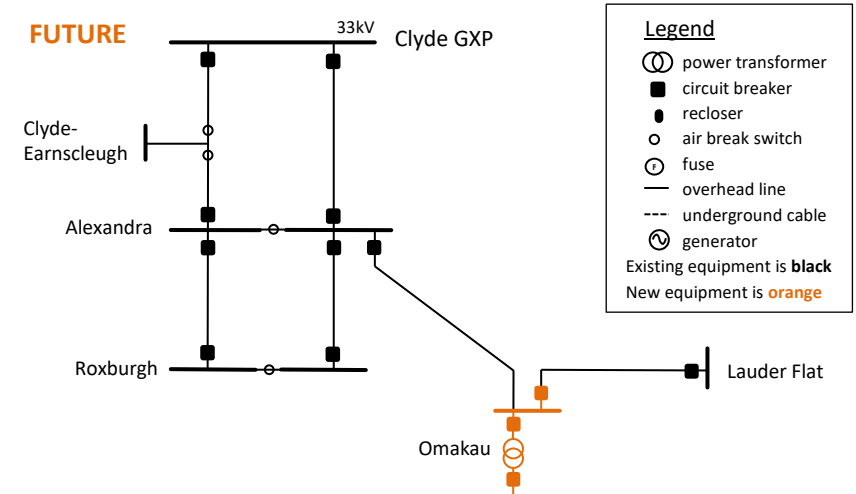 FUTURE
33kV
Clyde GXP
Clyde-
Earnscleugh
Alexandra
Roxburgh
Omakau
Lauder Flat
Legend
power transformer
circuit breaker
recloser
air break switch
F fuse
overhead line
underground cable
generator
Existing equipment is black
New equipment is orange